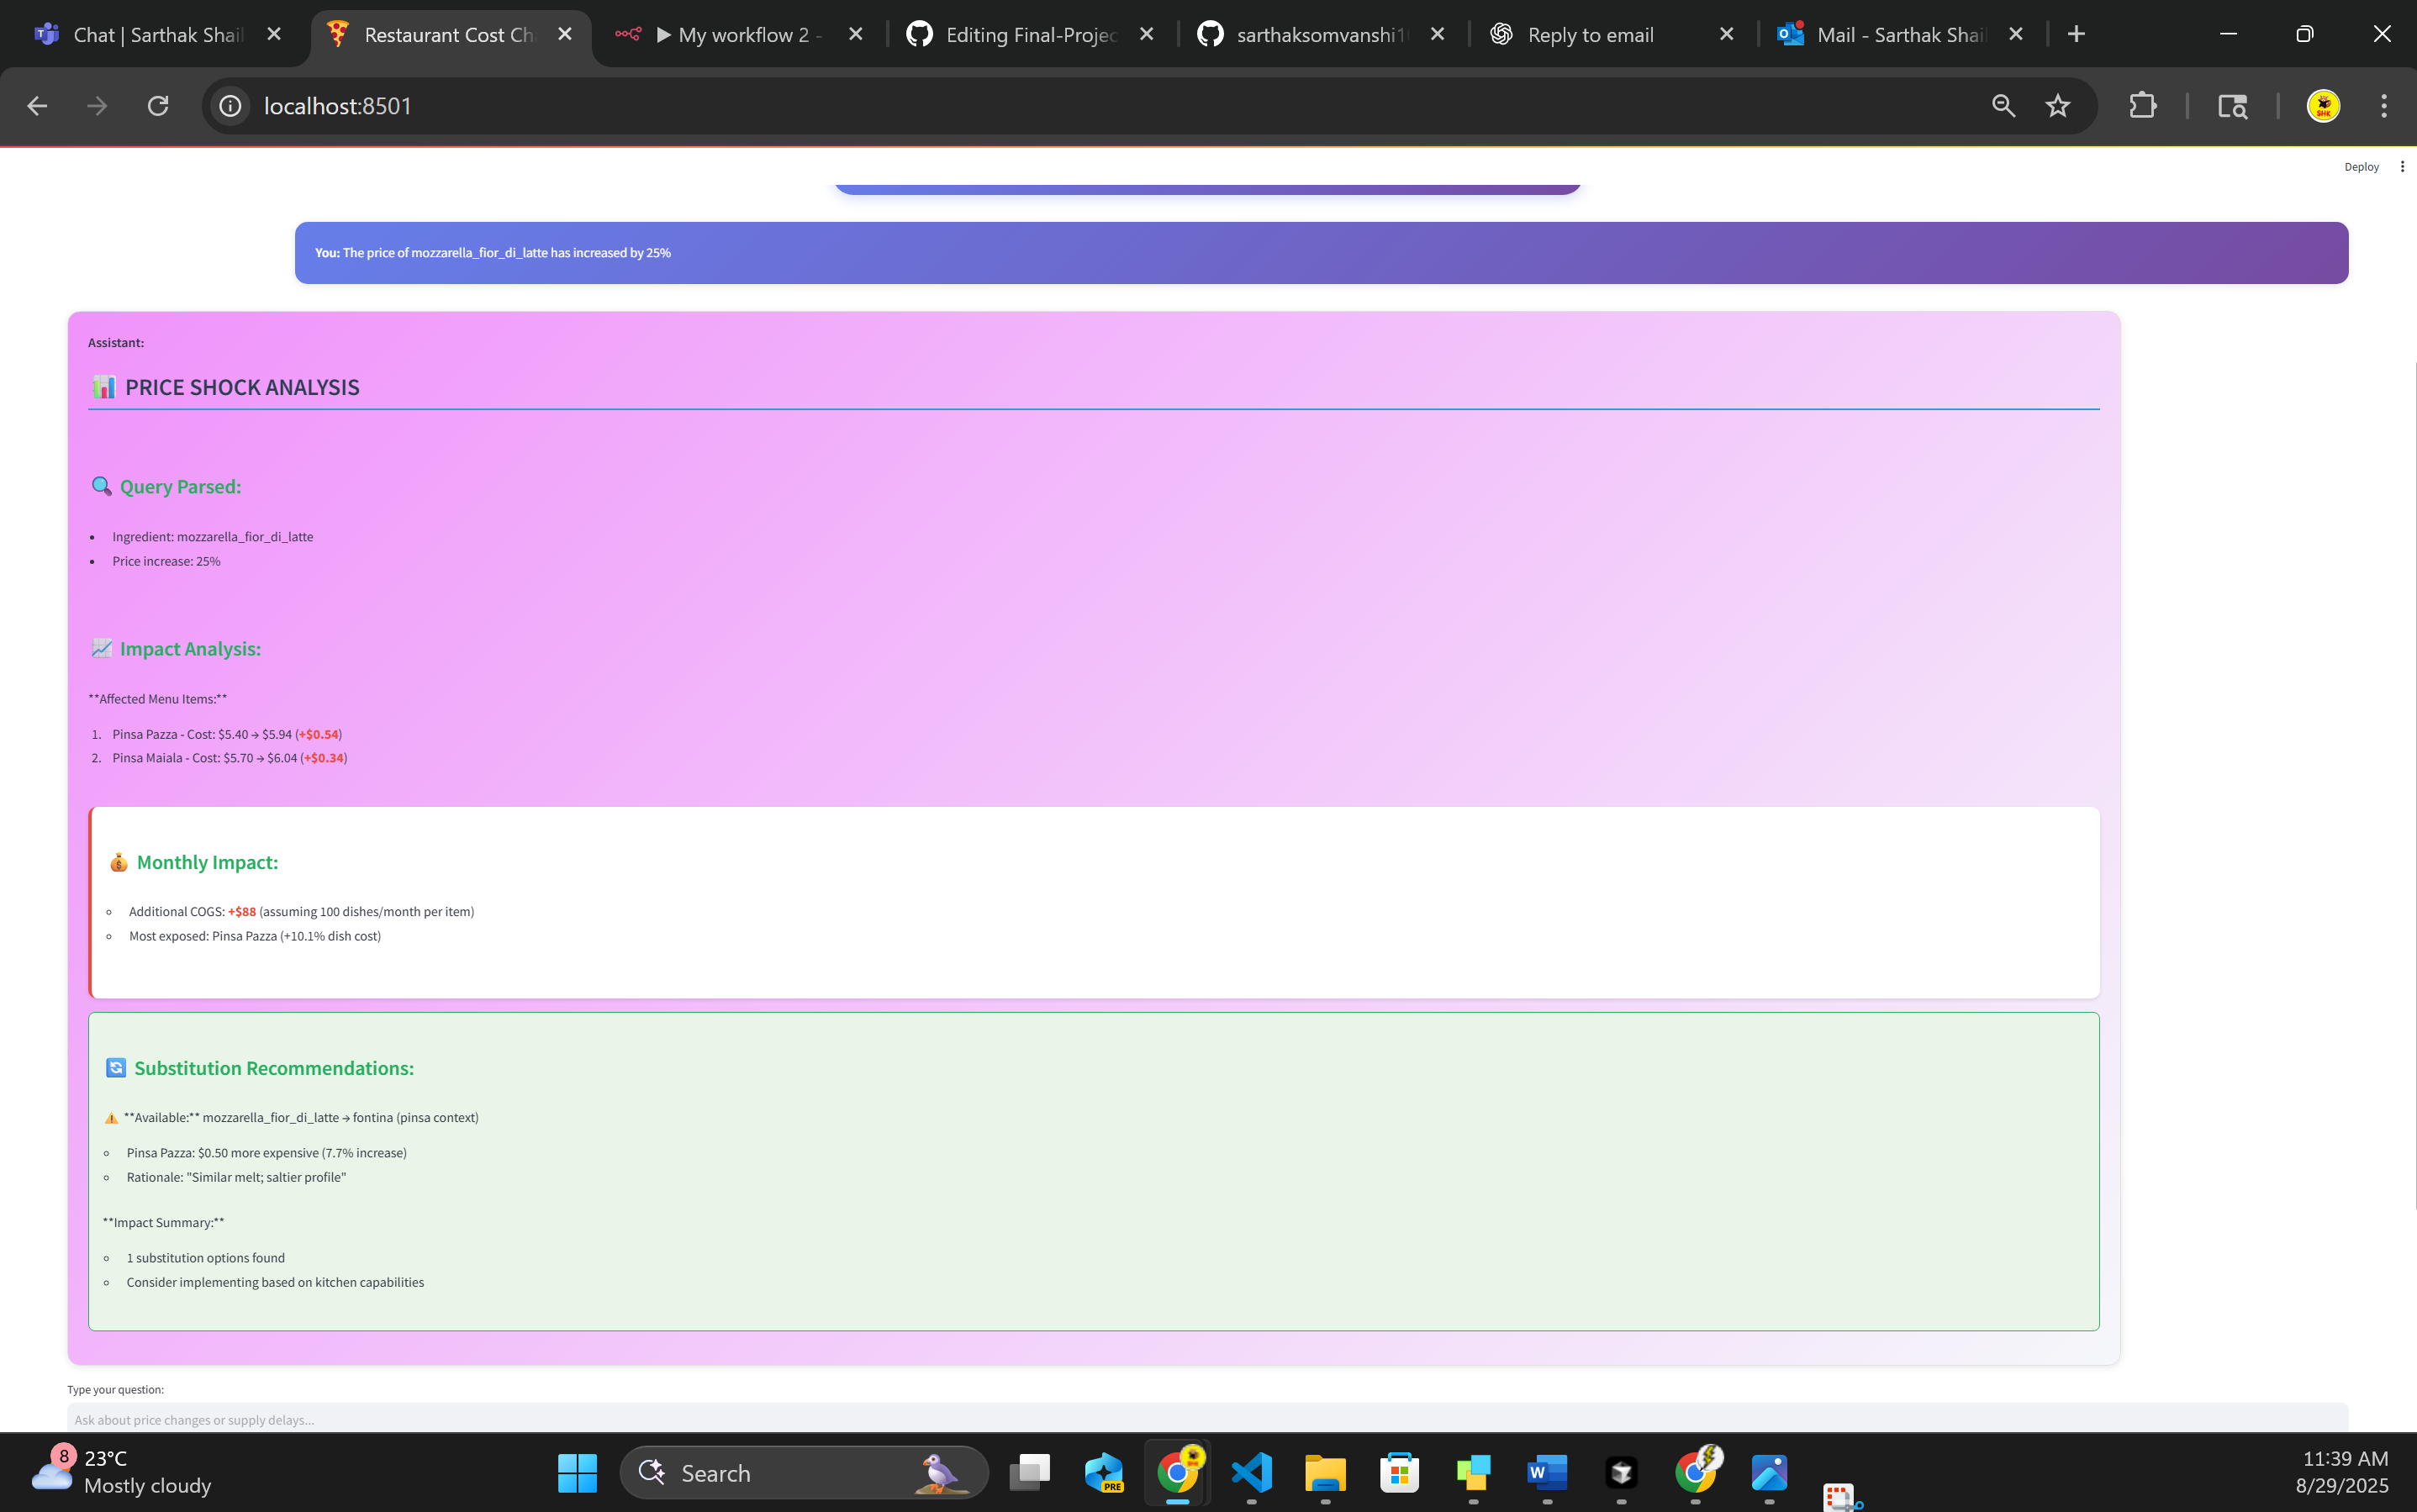 Chat | Sarthak Shail
Restaurant Cost Ch
My workflow 2 -
Editing Final-Projec
sarthaksomvanshi1
Reply to email
Mail - Sarthak Shail
localhost:8501
Deploy
You: The price of mozzarella_fior_di_latte has increased by 25%
Assistant:
PRICE SHOCK ANALYSIS
Query Parsed:
Ingredient: mozzarella_fior_di_latte
Price increase: 25%
Impact Analysis:
**Affected Menu Items:**
1. Pinsa Pazza - Cost: $5.40 → $5.94 (+$0.54)
2. Pinsa Maiala - Cost: $5.70 → $6.04 (+$0.34)
Monthly Impact:
Additional COGS: +$88 (assuming 100 dishes/month per item)
Most exposed: Pinsa Pazza (+10.1% dish cost)
Substitution Recommendations:
**Available:** mozzarella_fior_di_latte → fontina (pinsa context)
Pinsa Pazza: $0.50 more expensive (7.7% increase)
Rationale: "Similar melt; saltier profile"
**Impact Summary:**
1 substitution options found
Consider implementing based on kitchen capabilities
Type your question:
Ask about price changes or supply delays...
8
23°C
Mostly cloudy
Search
PRE
11:39 AM
8/29/2025